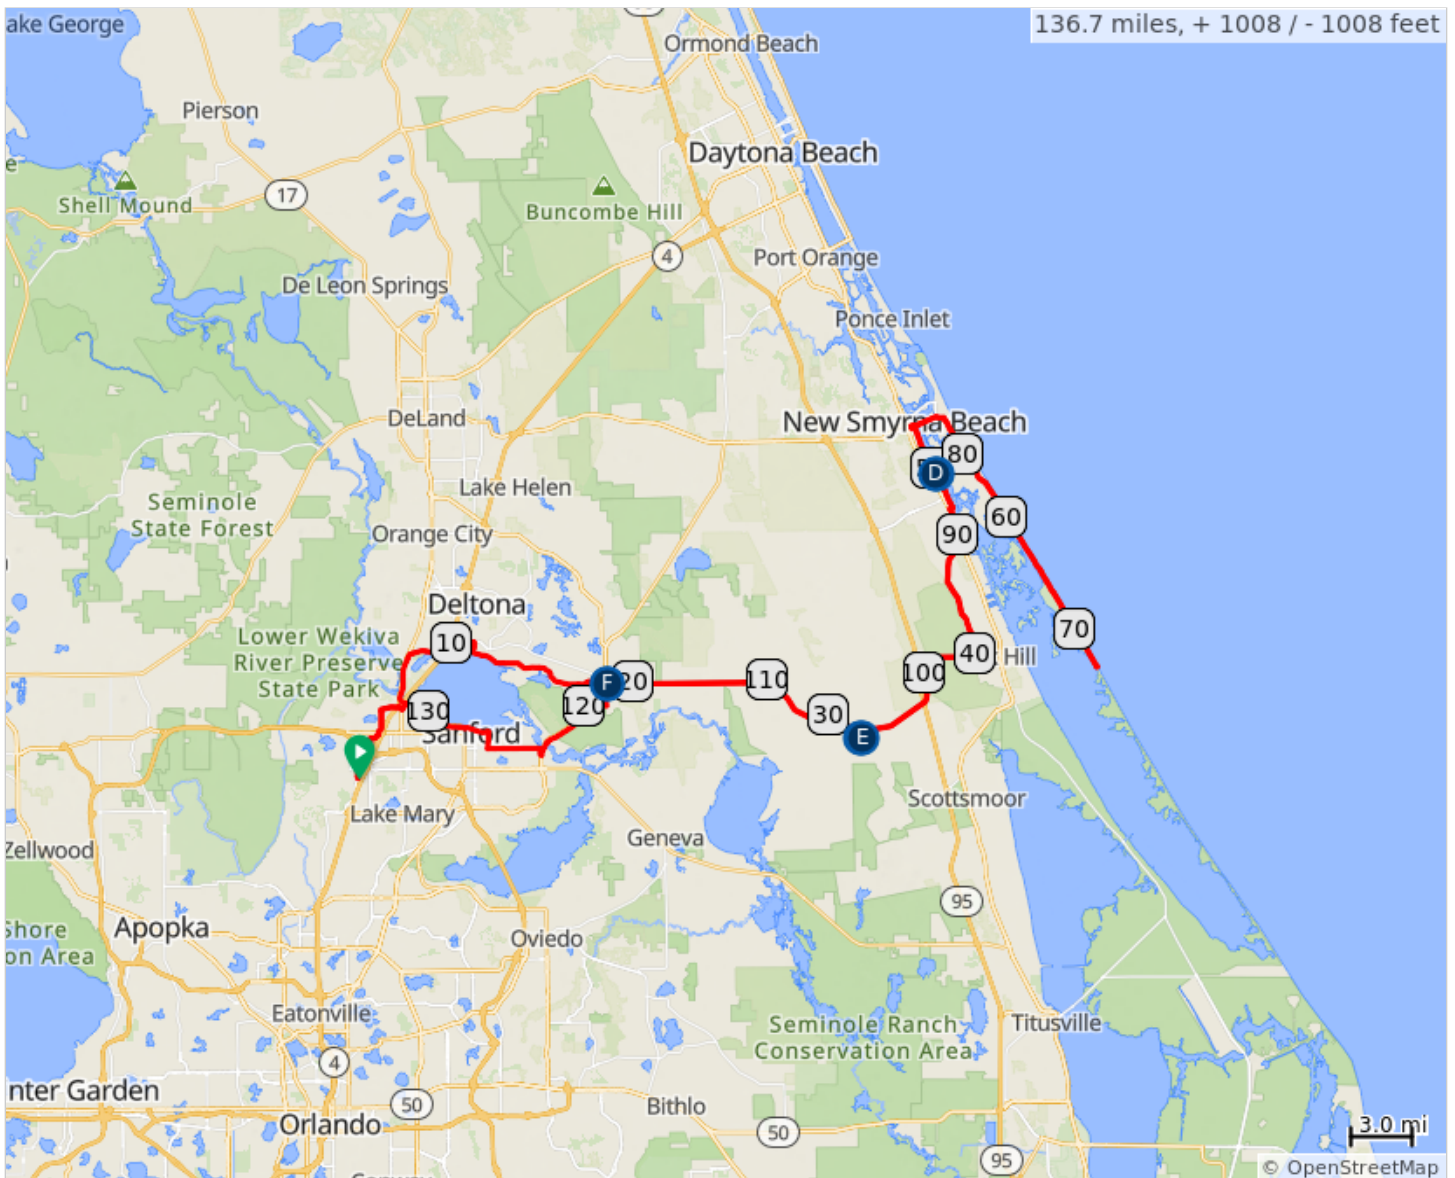 136.7 miles, + 1008 / - 1008 feet
ake George
Ormond Beach
Pierson
Daytona Beach
17
Shell Mound
Buncombe Hill
4
Port Orange
De Leon Springs
Ponce Inlet
DeLand
New Smyrna Beach
80
D
Lake Helen
Seminole
State Forest
60
Orange City
90
Deltona
Lower Wekiva
River Preserve
State Park
10
70
40
Hill
100
F
20
110
120
130
30
Sanford
E
Lake Mary
Scottsmoor
Geneva
Zellwood
95
Apopka
Shore
on Area
Oviedo
Eatonville
Seminole Ranch
Conservation Area
Titusville
4
nter Garden
50
Bithlo
Orlando
50
3.0 mi
95
© OpenStreetMap